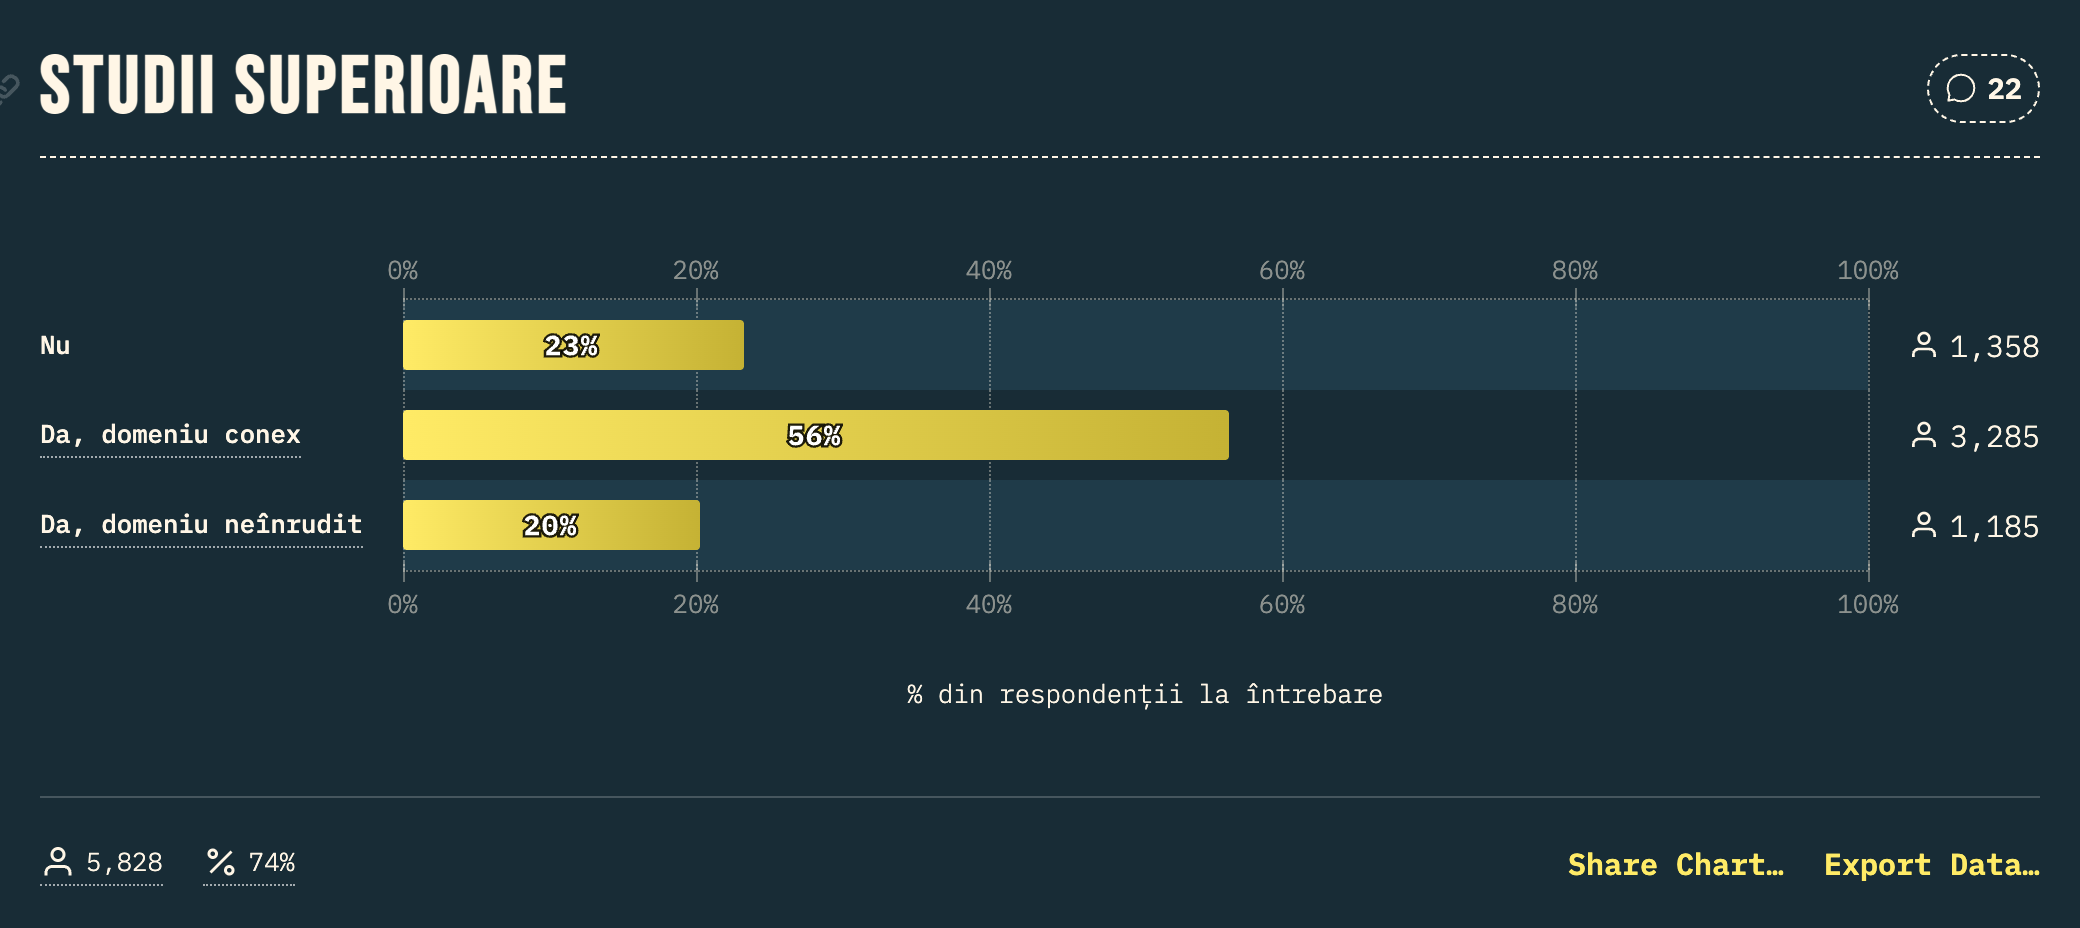 STUDII SUPERIOARE
22
0% 20% 40% 60% 80% 100%
Nu 23% 1,358
Da, domeniu conex 56% 3,285
Da, domeniu neînrudit 20% 1,185
0% 20% 40% 60% 80% 100%
% din respondenții la întrebare
5,828 74% Share Chart… Export Data…